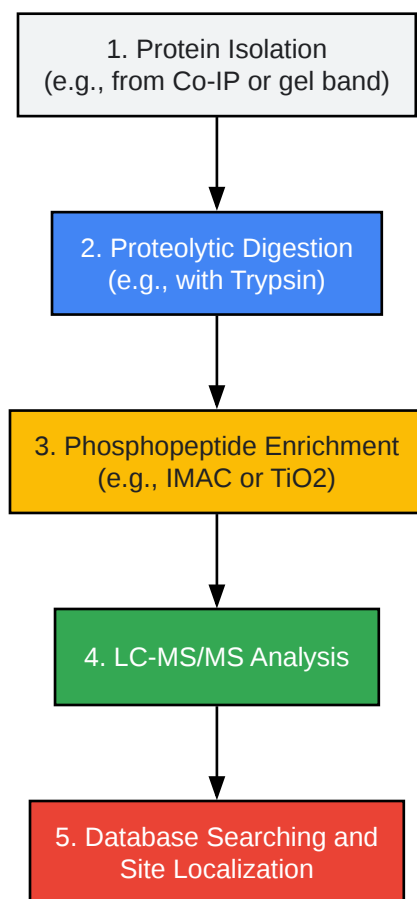 1. Protein Isolation
(e.g., from Co-IP or gel band)
2. Proteolytic Digestion
(e.g., with Trypsin)
3. Phosphopeptide Enrichment
(e.g., IMAC or TiO2)
4. LC-MS/MS Analysis
5. Database Searching and
Site Localization